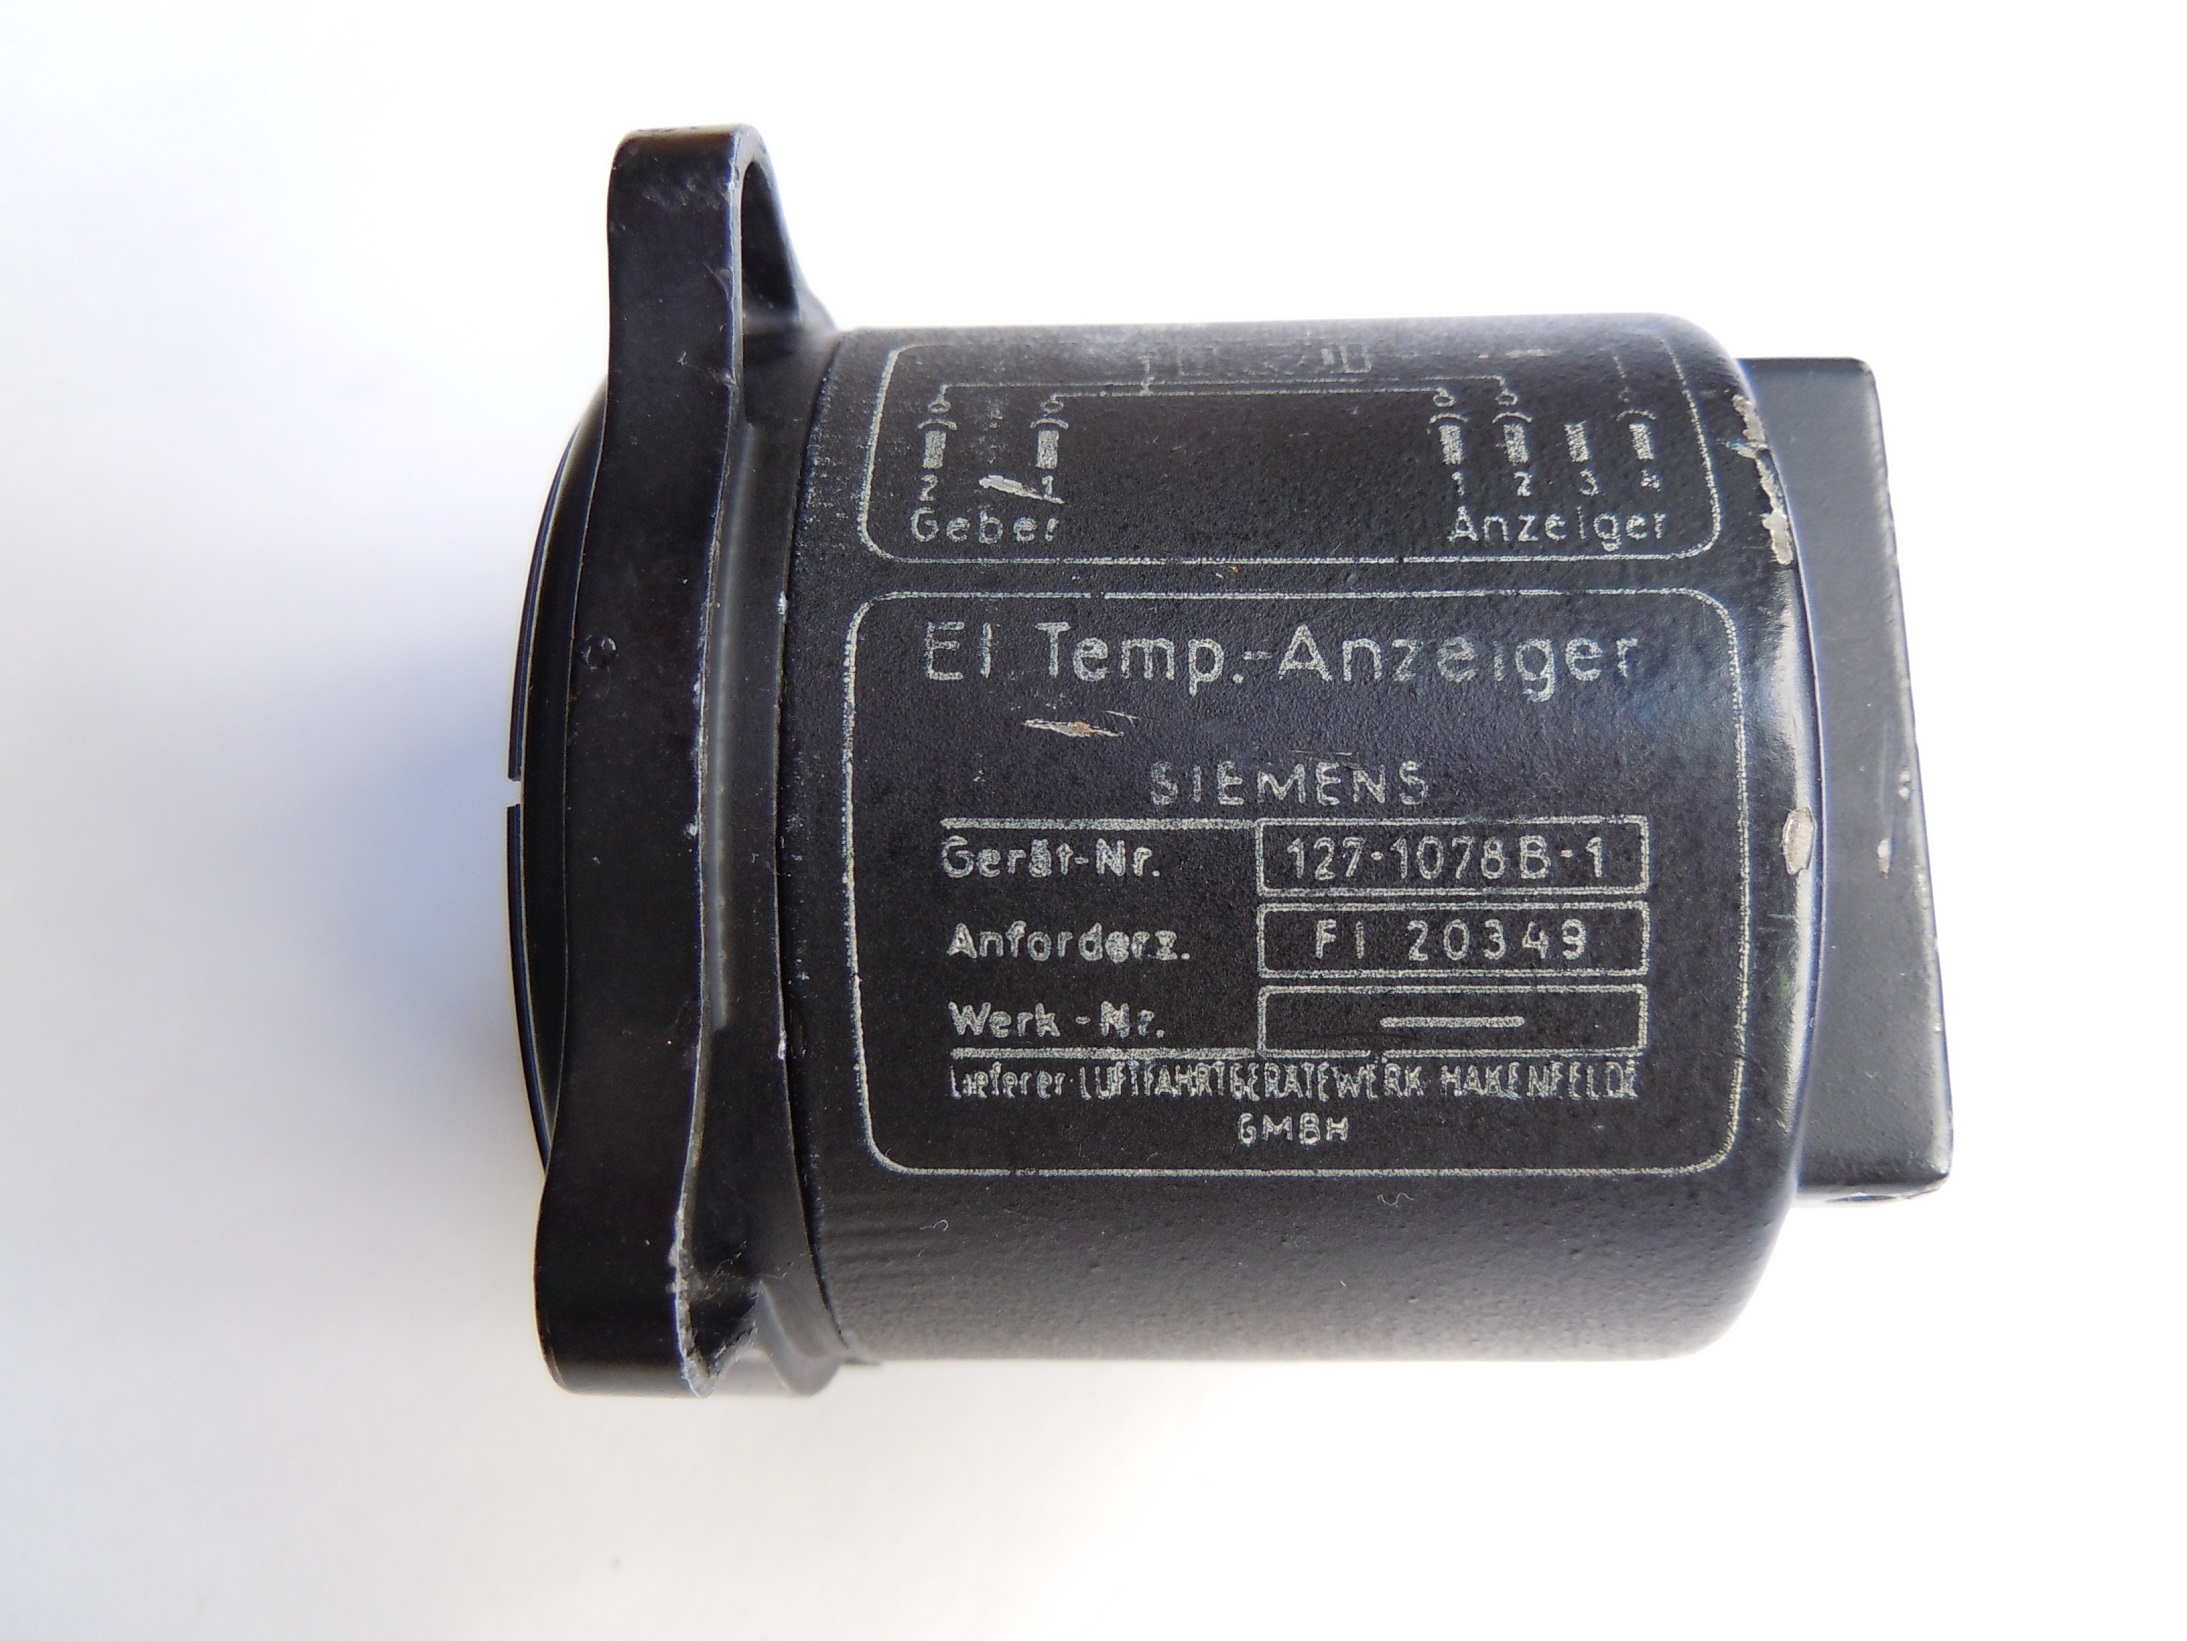 2 1 1 2 3 4
Geber Anzeiger
El. Temp.-Anzeiger
SIEMENS
Gerät-Nr. 127-1078 B-1
Anforderz. Fl 20349
Werk-Nr. —
Lieferer LUFTFAHRTGERÄTEWERK HAKENFELDE
GMBH